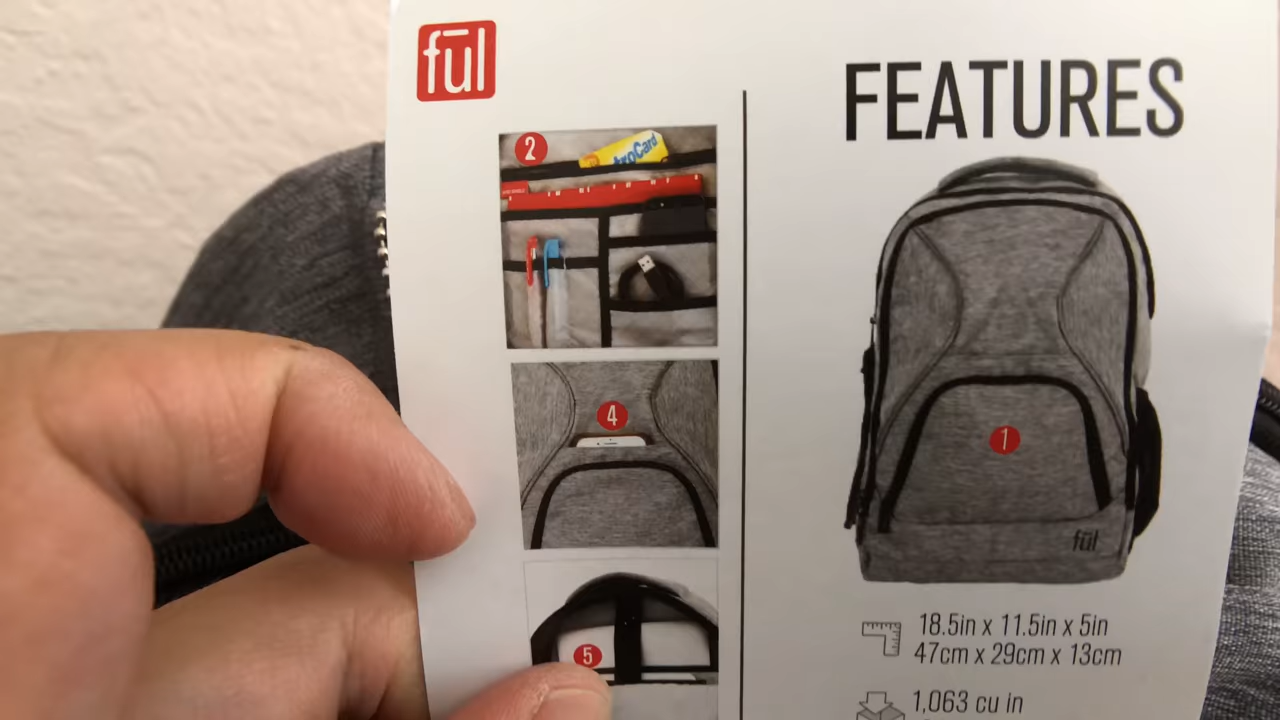 fūl
FEATURES
2
troCard
4
5
1
fūl
18.5in x 11.5in x 5in
47cm x 29cm x 13cm
1,063 cu in